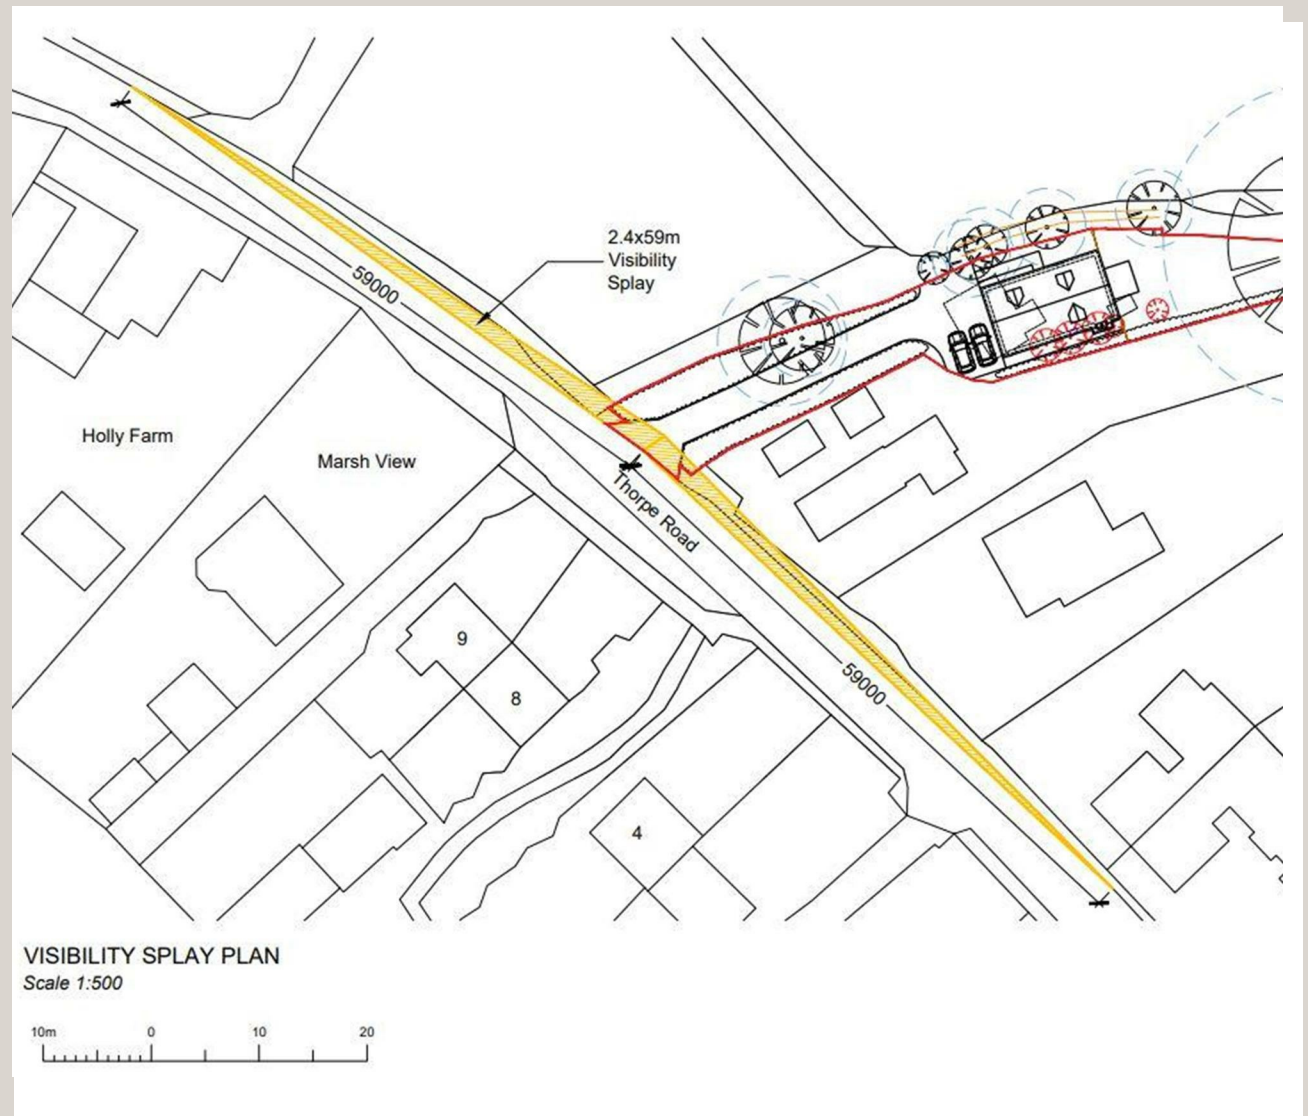 2.4x59m
Visibility
Splay
59000
Holly Farm
Marsh View
Thorpe Road
9
8
59000
4
VISIBILITY SPLAY PLAN
Scale 1:500
10m 0 10 20